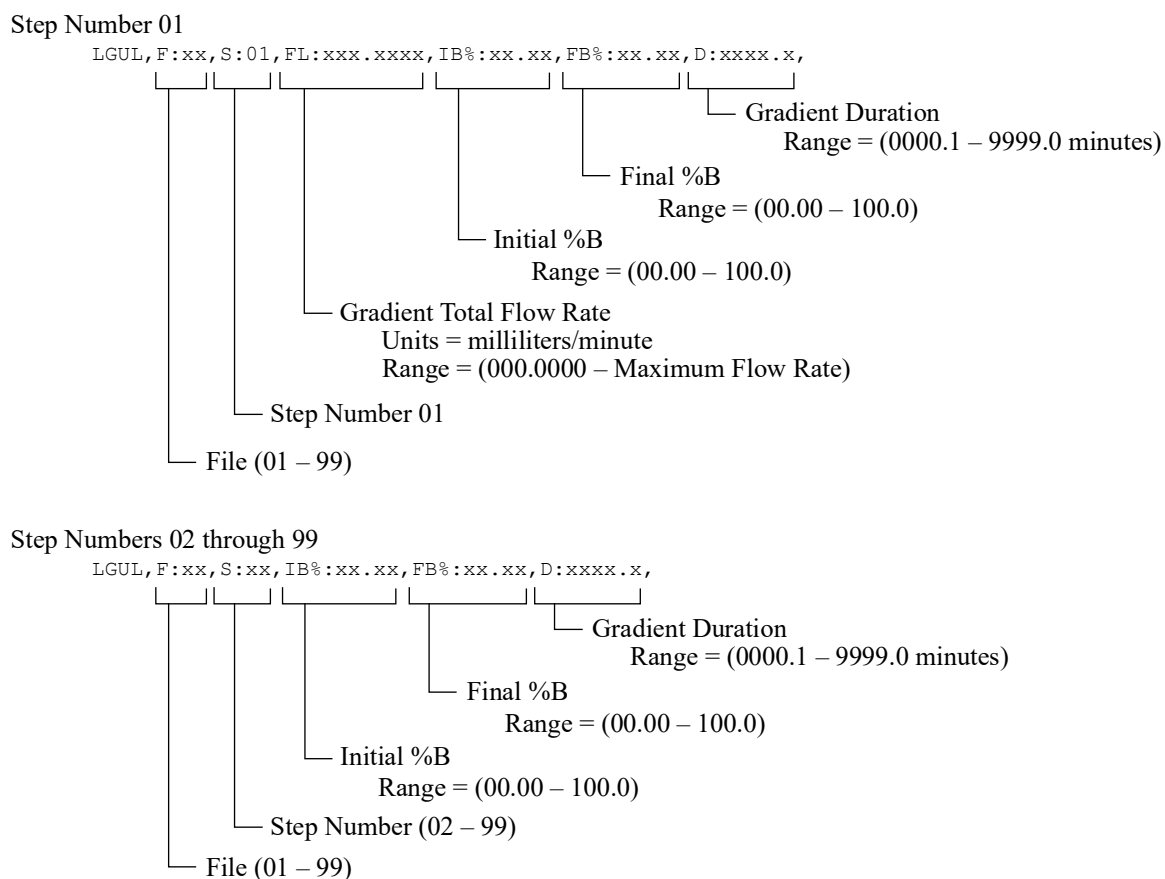 Step Number 01
LGUL,F:xx,S:01,FL:xxx.xxxx,IB%:xx.xx,FB%:xx.xx,D:xxxx.x,
Gradient Duration
Range = (0000.1 – 9999.0 minutes)
Final %B
Range = (00.00 – 100.0)
Initial %B
Range = (00.00 – 100.0)
Gradient Total Flow Rate
Units = milliliters/minute
Range = (000.0000 – Maximum Flow Rate)
Step Number 01
File (01 – 99)
Step Numbers 02 through 99
LGUL,F:xx,S:xx,IB%:xx.xx,FB%:xx.xx,D:xxxx.x,
Gradient Duration
Range = (0000.1 – 9999.0 minutes)
Final %B
Range = (00.00 – 100.0)
Initial %B
Range = (00.00 – 100.0)
Step Number (02 – 99)
File (01 – 99)